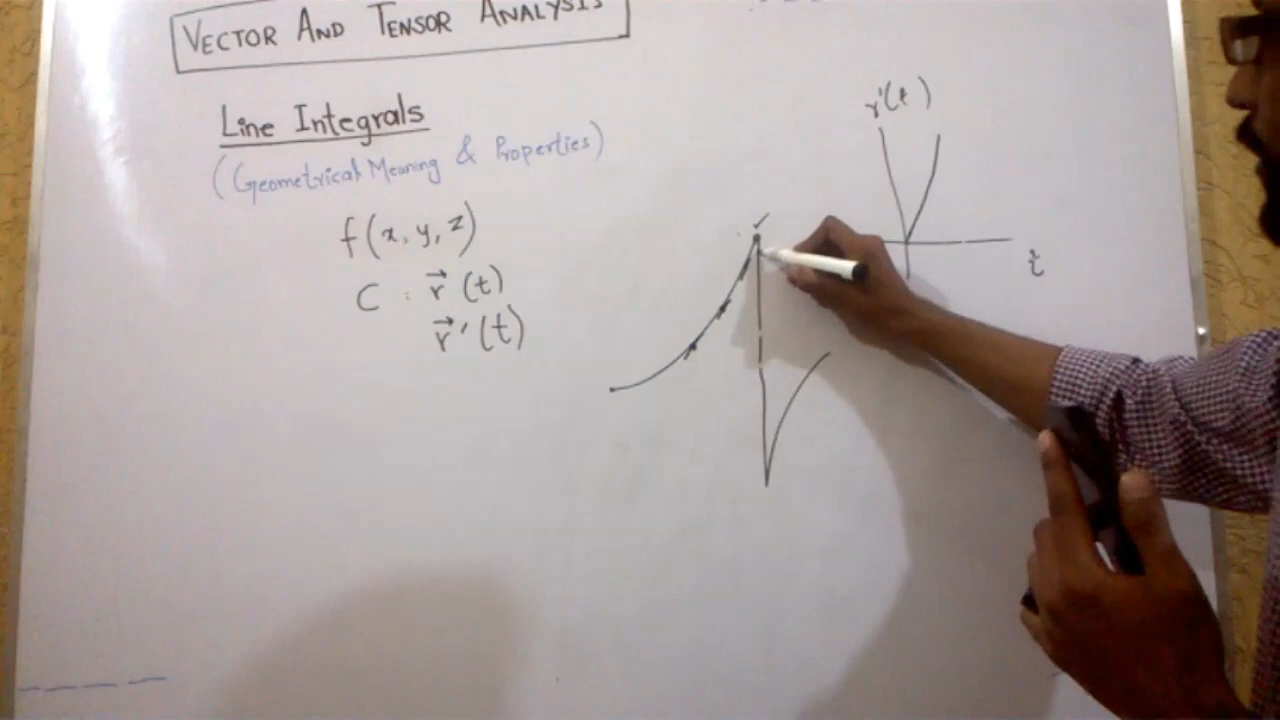 VECTOR AND TENSOR ANALYSIS
Line Integrals
(Geometrical Meaning & Properties)
f(x, y, z)
C : r⃗ (t)
r⃗ '(t)
r'(t)
t